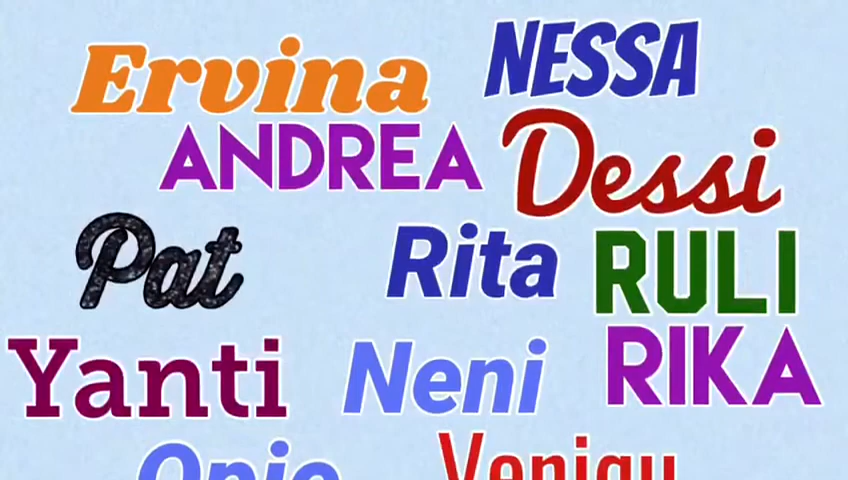 Ervina NESSA
ANDREA Dessi
Pat Rita RULI
Yanti Neni RIKA